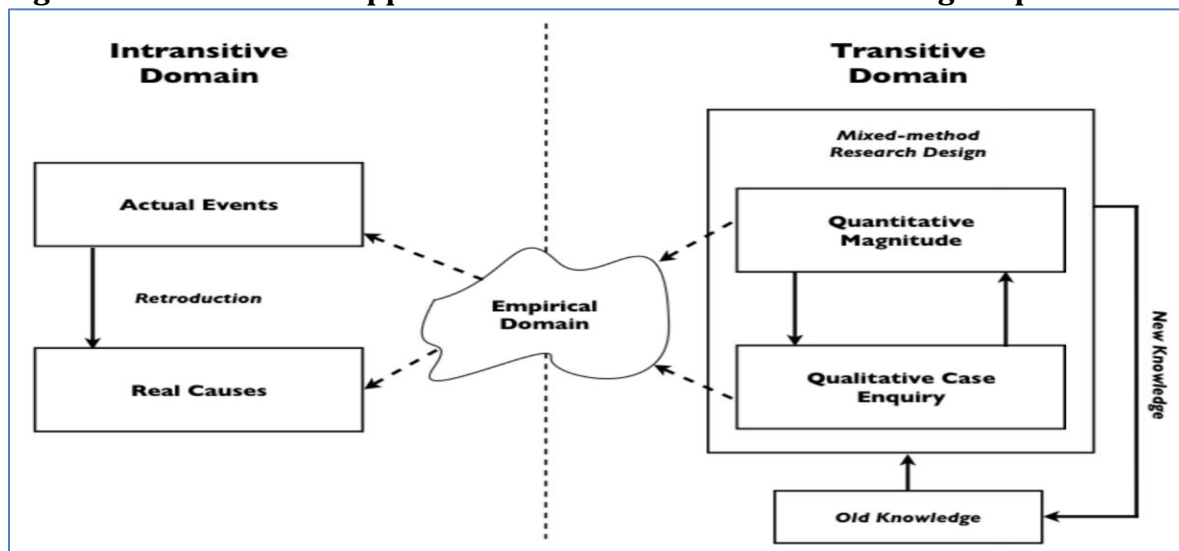 Intransitive
Domain
Transitive
Domain
Mixed-method
Research Design
Actual Events
Quantitative
Magnitude
Retroduction
Empirical
Domain
New Knowledge
Real Causes
Qualitative Case
Enquiry
Old Knowledge